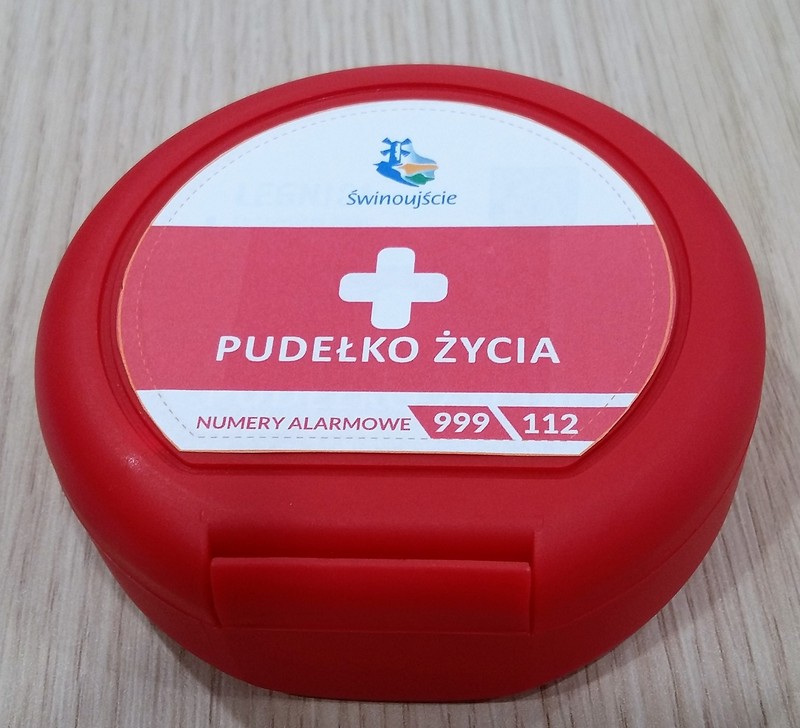 Świnoujście
PUDEŁKO ŻYCIA
NUMERY ALARMOWE 999 112